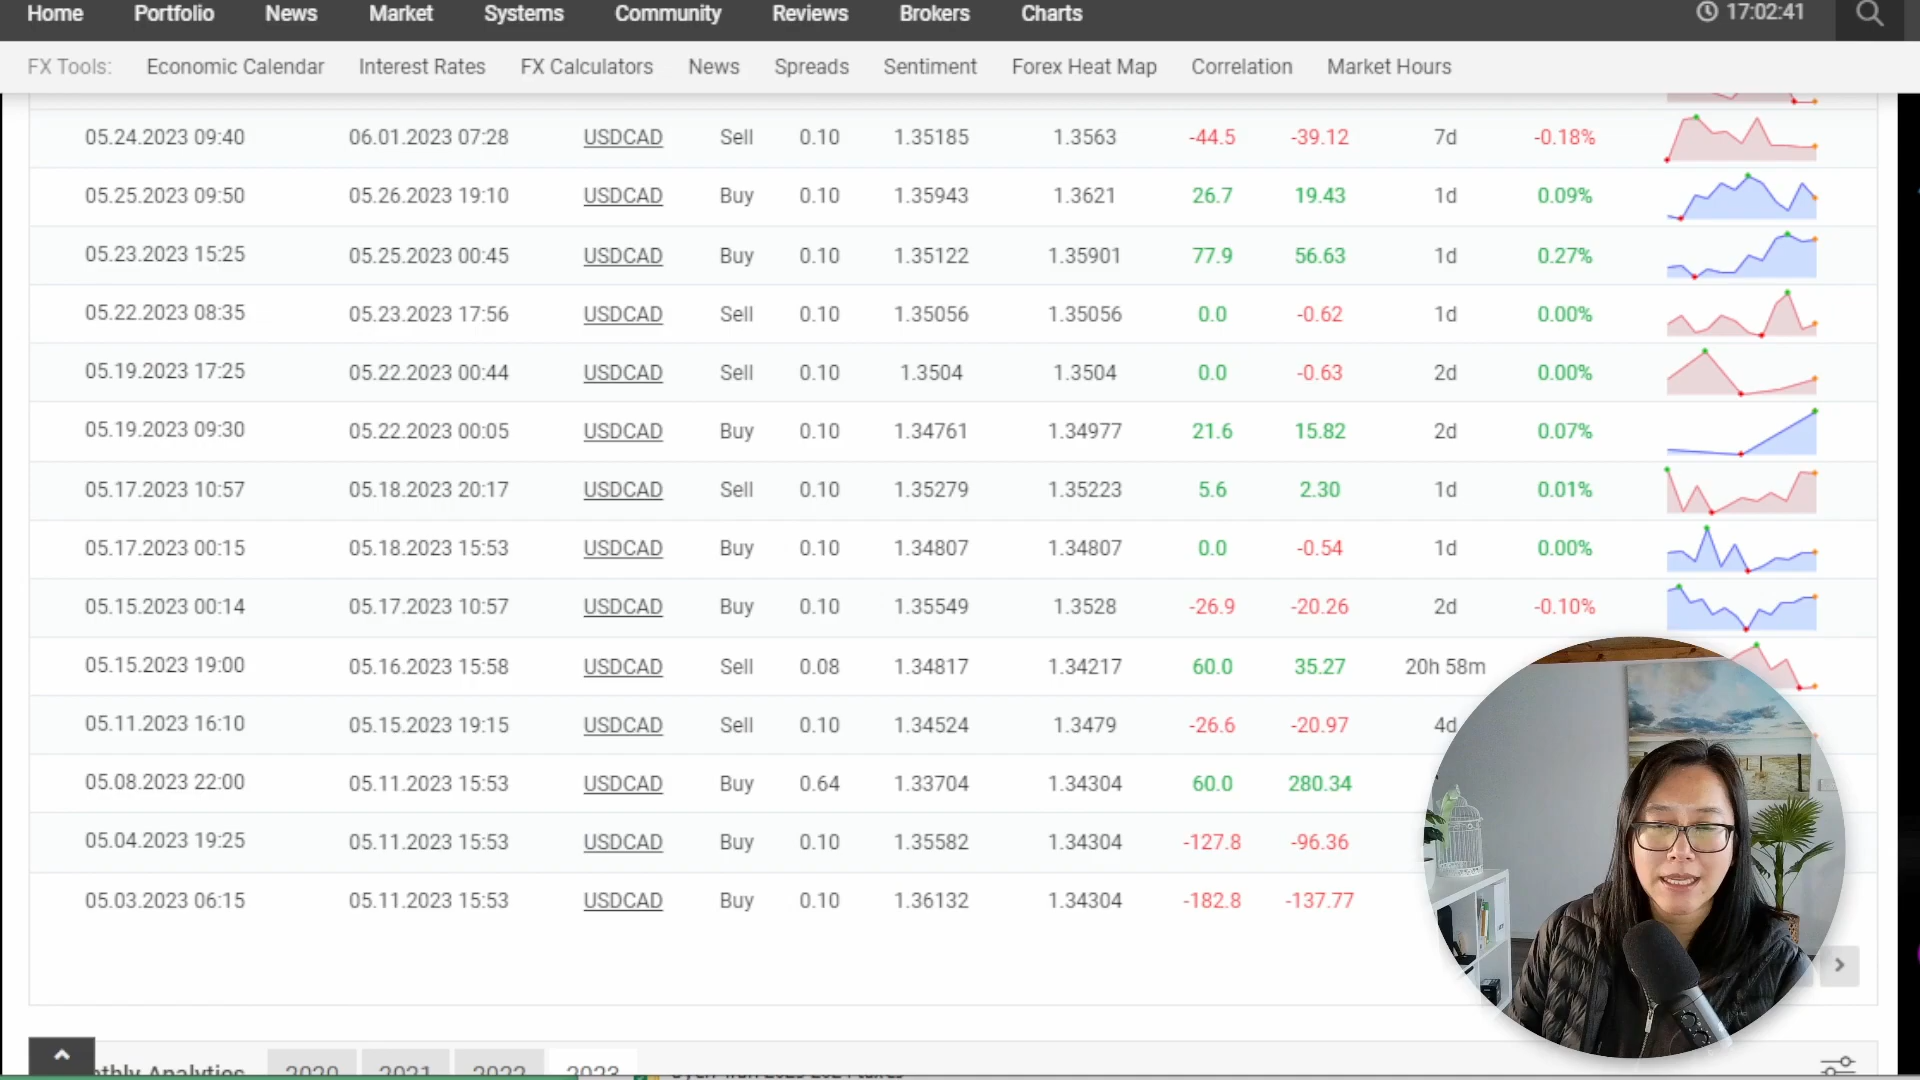 Home Portfolio News Market Systems Community Reviews Brokers Charts 17:02:41
FX Tools: Economic Calendar Interest Rates FX Calculators News Spreads Sentiment Forex Heat Map Correlation Market Hours
05.24.2023 09:40 06.01.2023 07:28 USDCAD Sell 0.10 1.35185 1.3563 -44.5 -39.12 7d -0.18%
05.25.2023 09:50 05.26.2023 19:10 USDCAD Buy 0.10 1.35943 1.3621 26.7 19.43 1d 0.09%
05.23.2023 15:25 05.25.2023 00:45 USDCAD Buy 0.10 1.35122 1.35901 77.9 56.63 1d 0.27%
05.22.2023 08:35 05.23.2023 17:56 USDCAD Sell 0.10 1.35056 1.35056 0.0 -0.62 1d 0.00%
05.19.2023 17:25 05.22.2023 00:44 USDCAD Sell 0.10 1.3504 1.3504 0.0 -0.63 2d 0.00%
05.19.2023 09:30 05.22.2023 00:05 USDCAD Buy 0.10 1.34761 1.34977 21.6 15.82 2d 0.07%
05.17.2023 10:57 05.18.2023 20:17 USDCAD Sell 0.10 1.35279 1.35223 5.6 2.30 1d 0.01%
05.17.2023 00:15 05.18.2023 15:53 USDCAD Buy 0.10 1.34807 1.34807 0.0 -0.54 1d 0.00%
05.15.2023 00:14 05.17.2023 10:57 USDCAD Buy 0.10 1.35549 1.3528 -26.9 -20.26 2d -0.10%
05.15.2023 19:00 05.16.2023 15:58 USDCAD Sell 0.08 1.34817 1.34217 60.0 35.27 20h 58m
05.11.2023 16:10 05.15.2023 19:15 USDCAD Sell 0.10 1.34524 1.3479 -26.6 -20.97 4d
05.08.2023 22:00 05.11.2023 15:53 USDCAD Buy 0.64 1.33704 1.34304 60.0 280.34
05.04.2023 19:25 05.11.2023 15:53 USDCAD Buy 0.10 1.35582 1.34304 -127.8 -96.36
05.03.2023 06:15 05.11.2023 15:53 USDCAD Buy 0.10 1.36132 1.34304 -182.8 -137.77
thly Analytics 2020 2021 2022 2023